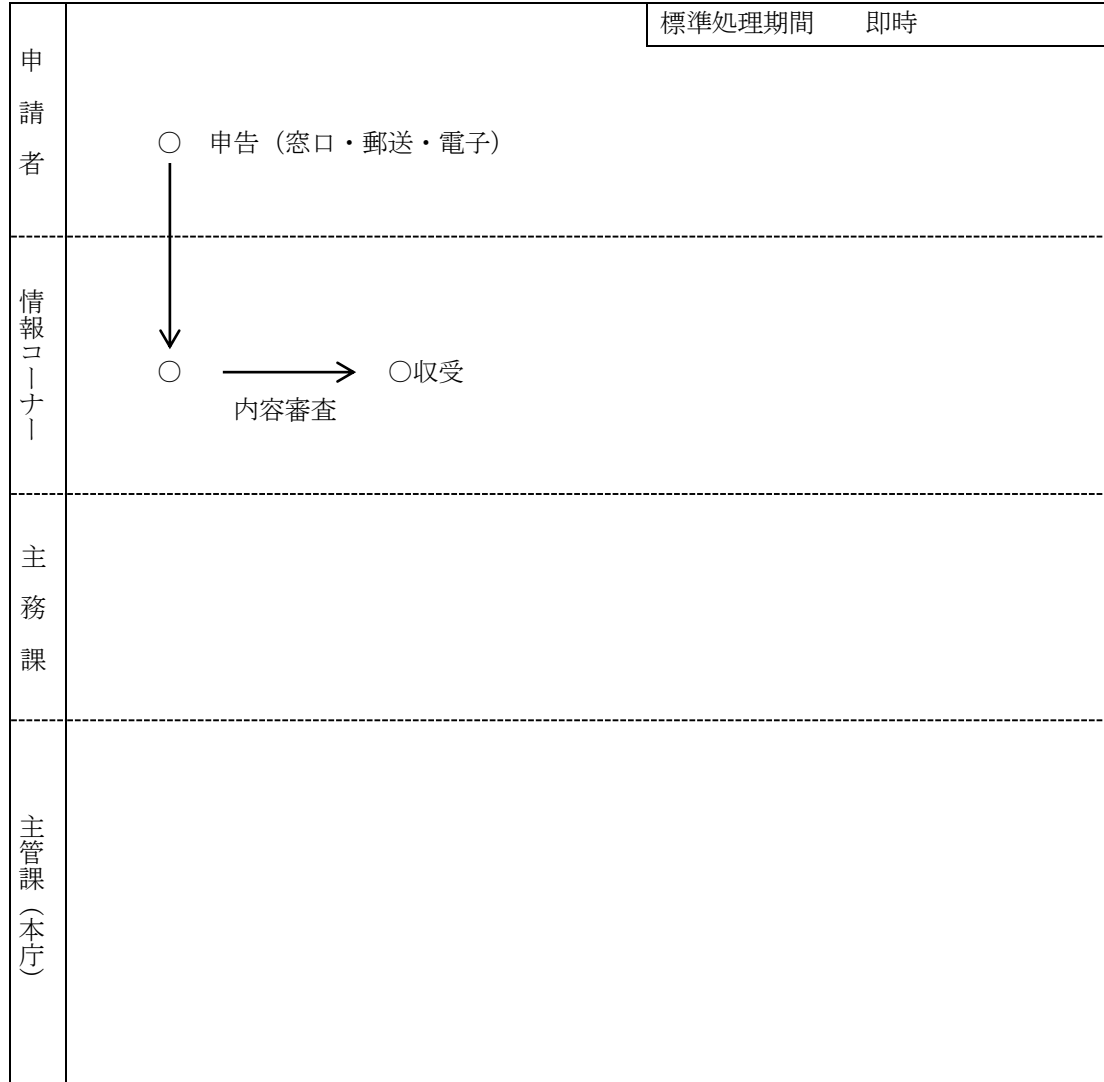 標準処理期間　　即時
申請者
○　申告（窓口・郵送・電子）
情報コーナー
○
○収受
内容審査
主務課
主管課（本庁）